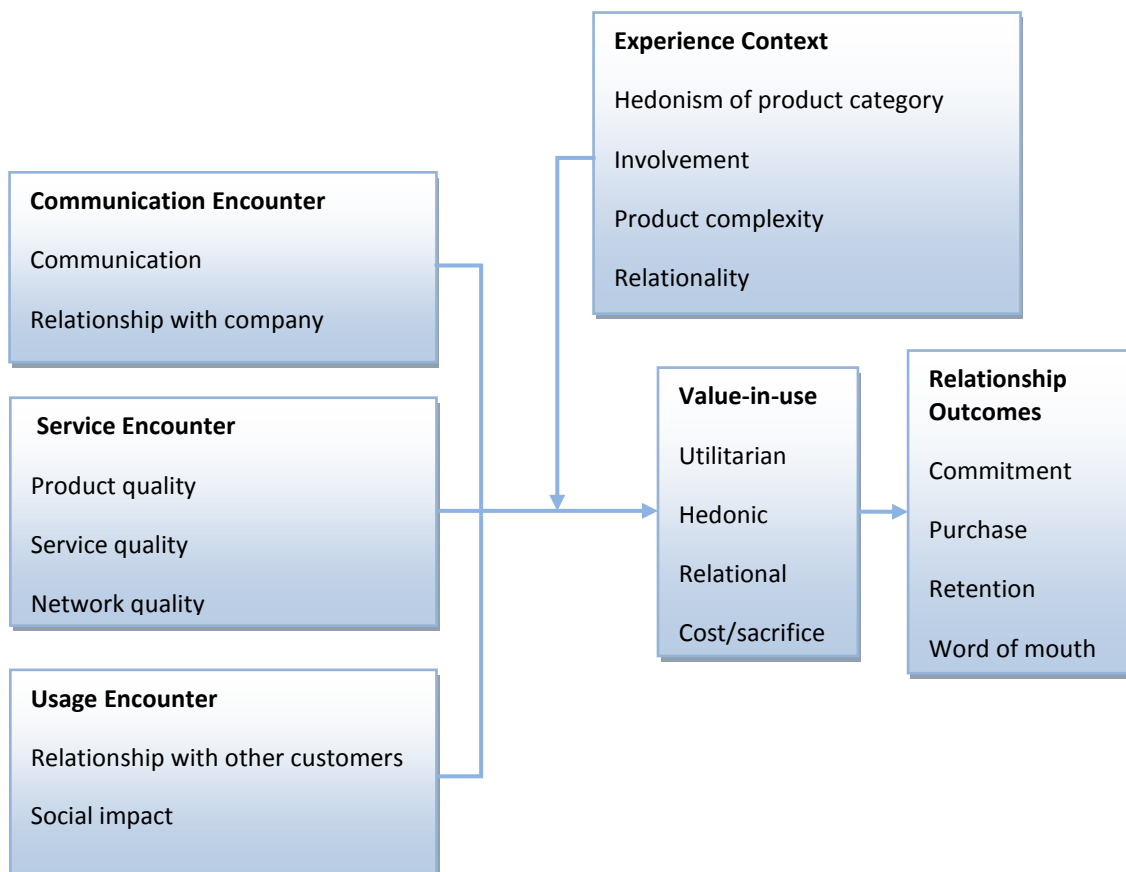 Experience Context
Hedonism of product category
Involvement
Product complexity
Relationality
Communication Encounter
Communication
Relationship with company
Service Encounter
Product quality
Service quality
Network quality
Usage Encounter
Relationship with other customers
Social impact
Value-in-use
Utilitarian
Hedonic
Relational
Cost/sacrifice
Relationship
Outcomes
Commitment
Purchase
Retention
Word of mouth